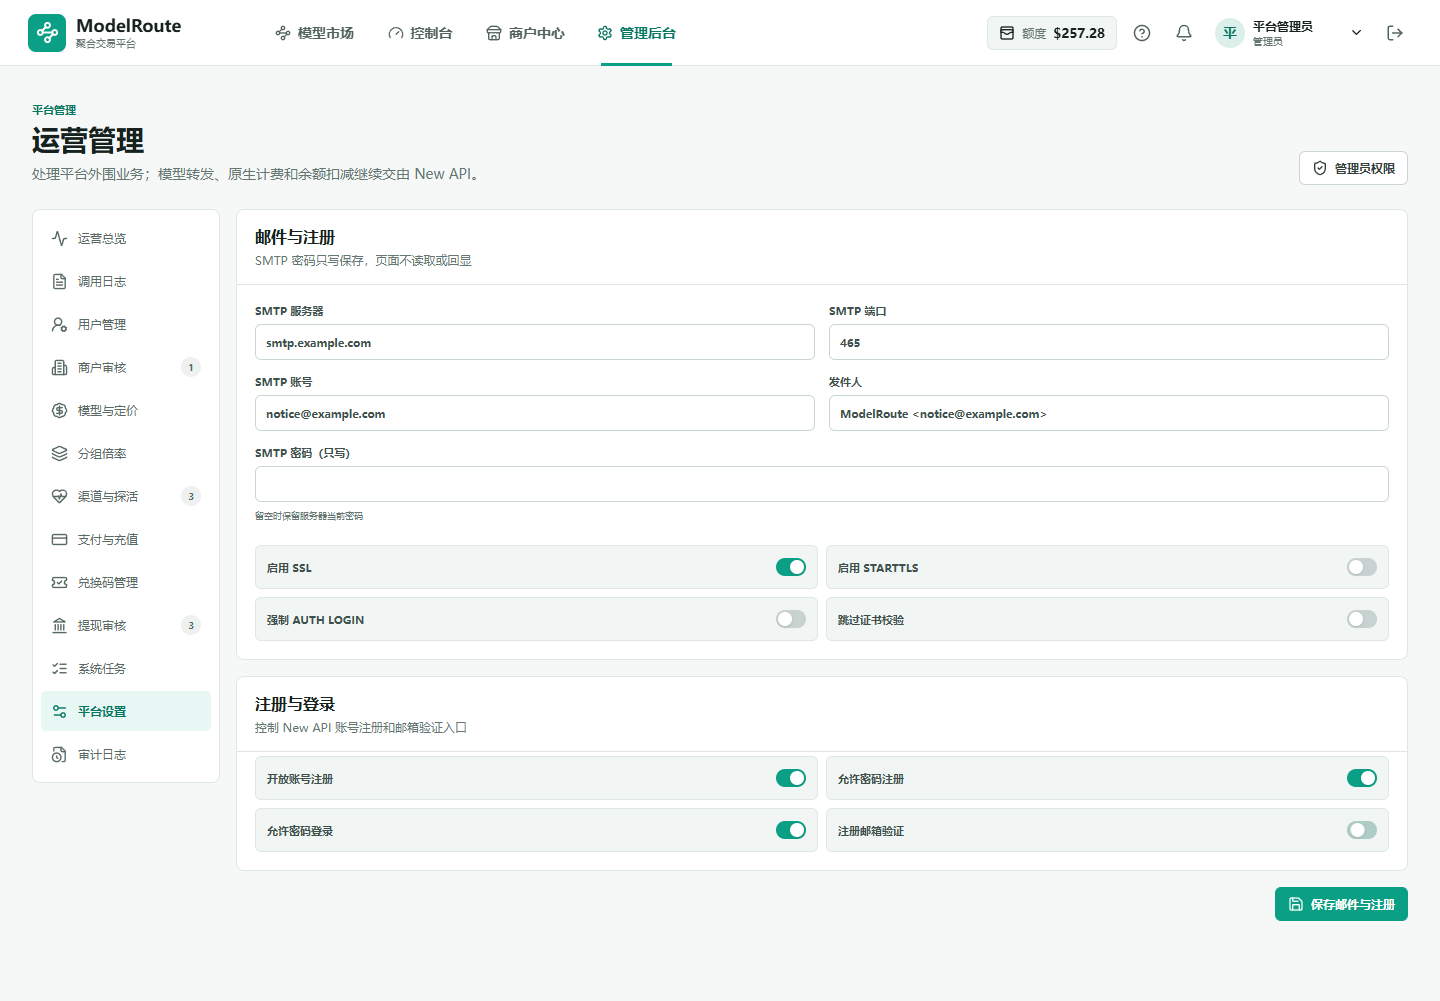 ModelRoute
聚合交易平台
模型市场
控制台
商户中心
管理后台
额度 $257.28
平
平台管理员
管理员
平台管理
运营管理
处理平台外围业务；模型转发、原生计费和余额扣减继续交由 New API。
管理员权限
运营总览
调用日志
用户管理
商户审核 1
模型与定价
分组倍率
渠道与探活 3
支付与充值
兑换码管理
提现审核 3
系统任务
平台设置
审计日志
邮件与注册
SMTP 密码只写保存，页面不读取或回显
SMTP 服务器
smtp.example.com
SMTP 端口
465
SMTP 账号
notice@example.com
发件人
ModelRoute <notice@example.com>
SMTP 密码（只写）
留空时保留服务器当前密码
启用 SSL
启用 STARTTLS
强制 AUTH LOGIN
跳过证书校验
注册与登录
控制 New API 账号注册和邮箱验证入口
开放账号注册
允许密码注册
允许密码登录
注册邮箱验证
保存邮件与注册